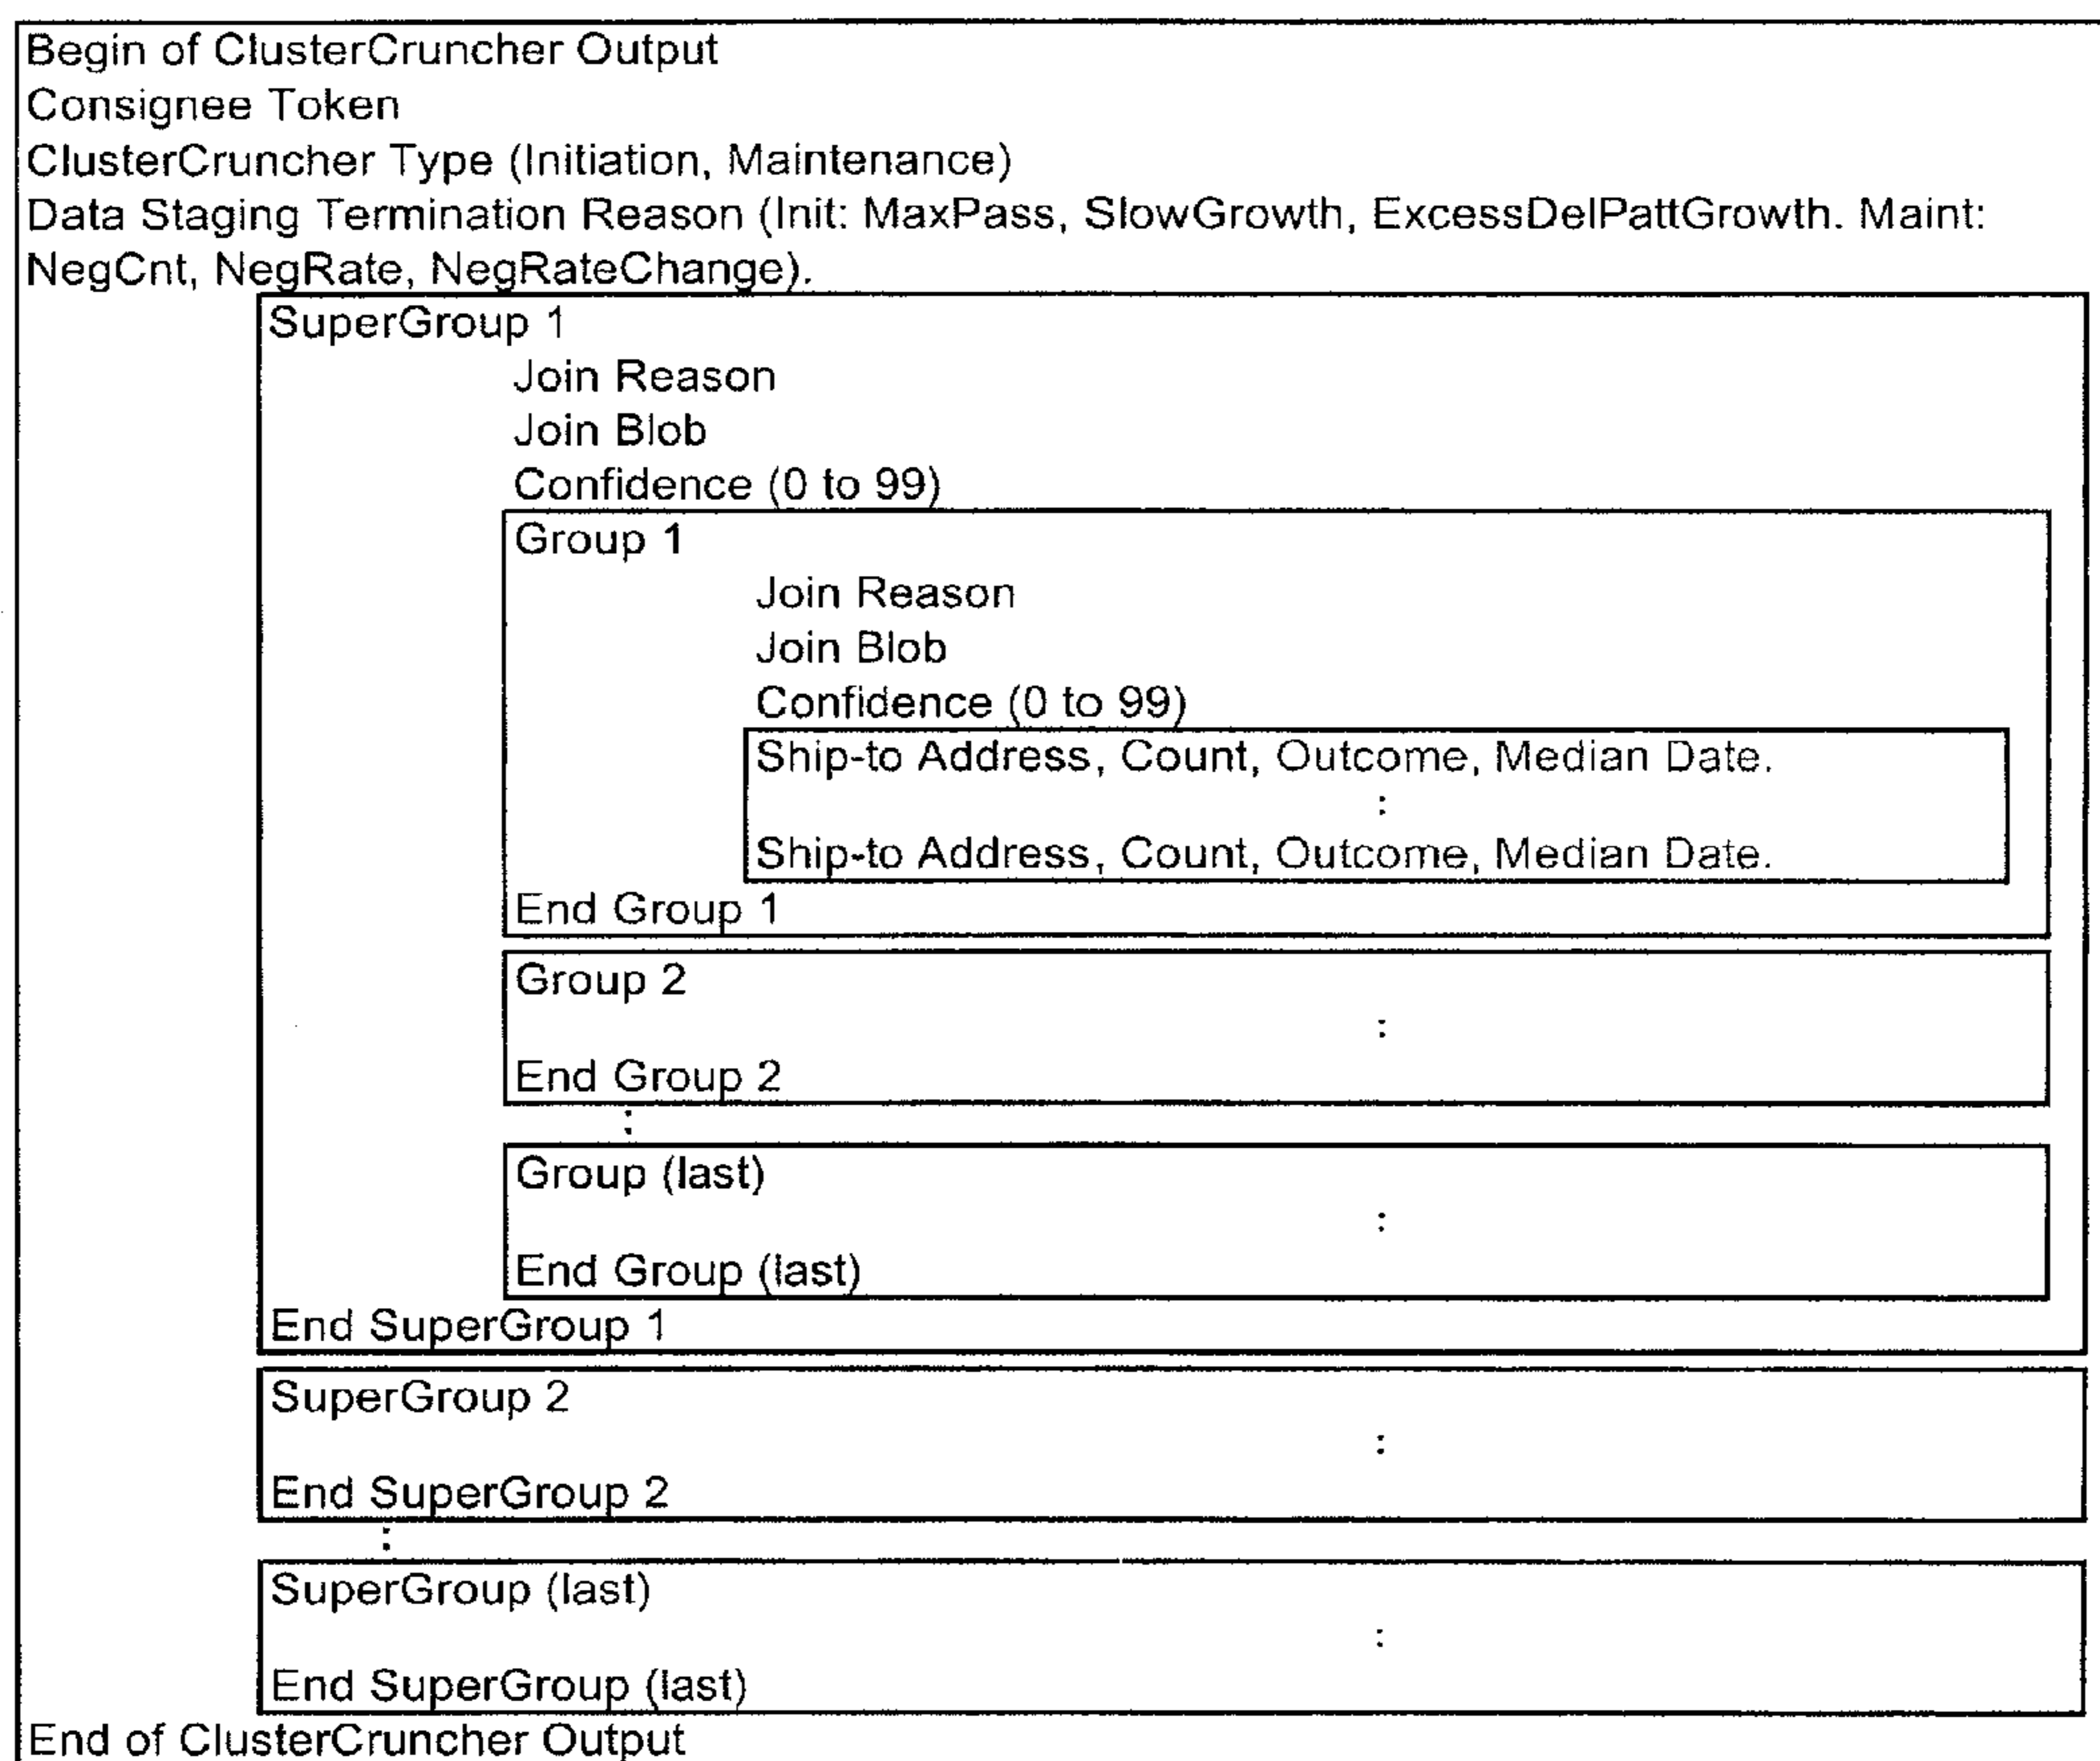 Begin of ClusterCruncher Output
Consignee Token
ClusterCruncher Type (Initiation, Maintenance)
Data Staging Termination Reason (Init: MaxPass, SlowGrowth, ExcessDelPattGrowth. Maint:
NegCnt, NegRate, NegRateChange).
SuperGroup 1
Join Reason
Join Blob
Confidence (0 to 99)
Group 1
Join Reason
Join Blob
Confidence (0 to 99)
Ship-to Address, Count, Outcome, Median Date.
:
Ship-to Address, Count, Outcome, Median Date.
End Group 1
Group 2
:
End Group 2
:
Group (last)
:
End Group (last)
End SuperGroup 1
SuperGroup 2
:
End SuperGroup 2
:
SuperGroup (last)
:
End SuperGroup (last)
End of ClusterCruncher Output